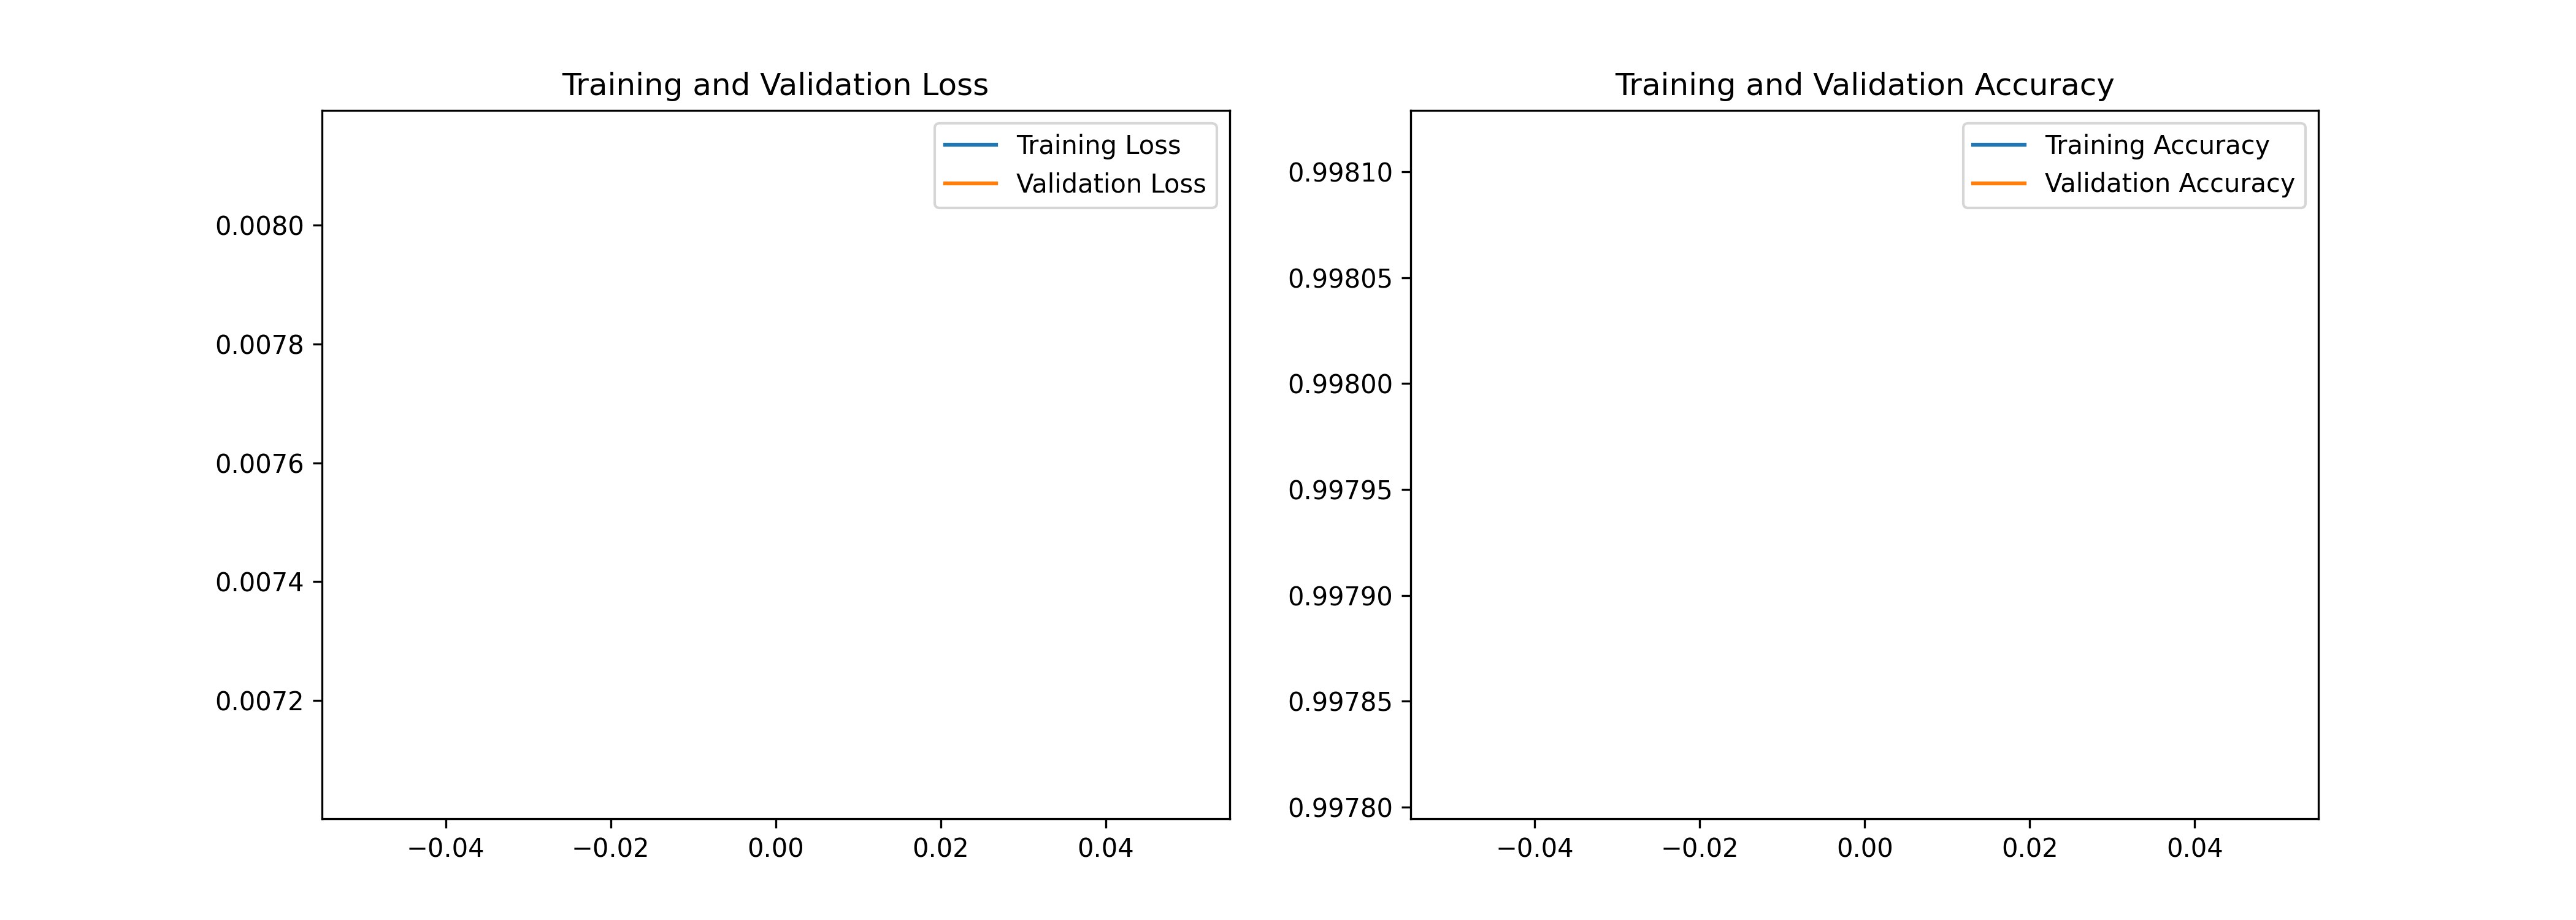 Training and Validation Loss
Training Loss
Validation Loss
0.0080
0.0078
0.0076
0.0074
0.0072
−0.04 −0.02 0.00 0.02 0.04
Training and Validation Accuracy
Training Accuracy
Validation Accuracy
0.99810
0.99805
0.99800
0.99795
0.99790
0.99785
0.99780
−0.04 −0.02 0.00 0.02 0.04